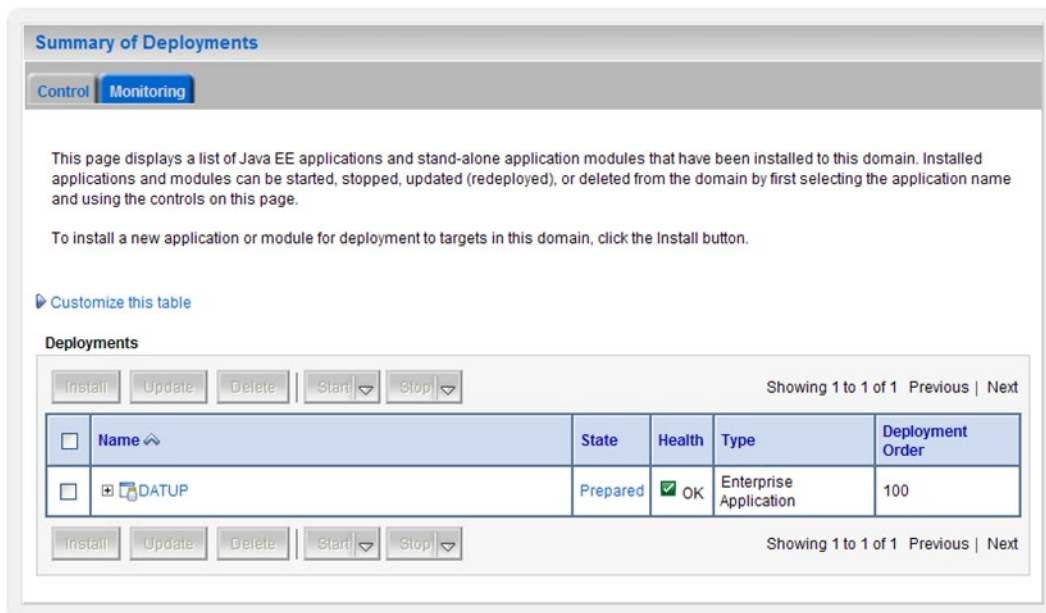 Summary of Deployments
Control Monitoring
This page displays a list of Java EE applications and stand-alone application modules that have been installed to this domain. Installed
applications and modules can be started, stopped, updated (redeployed), or deleted from the domain by first selecting the application name
and using the controls on this page.
To install a new application or module for deployment to targets in this domain, click the Install button.
Customize this table
Deployments
Install Update Delete Start Stop Showing 1 to 1 of 1 Previous | Next
Name State Health Type Deployment
Order
DATUP Prepared OK Enterprise
Application 100
Install Update Delete Start Stop Showing 1 to 1 of 1 Previous | Next